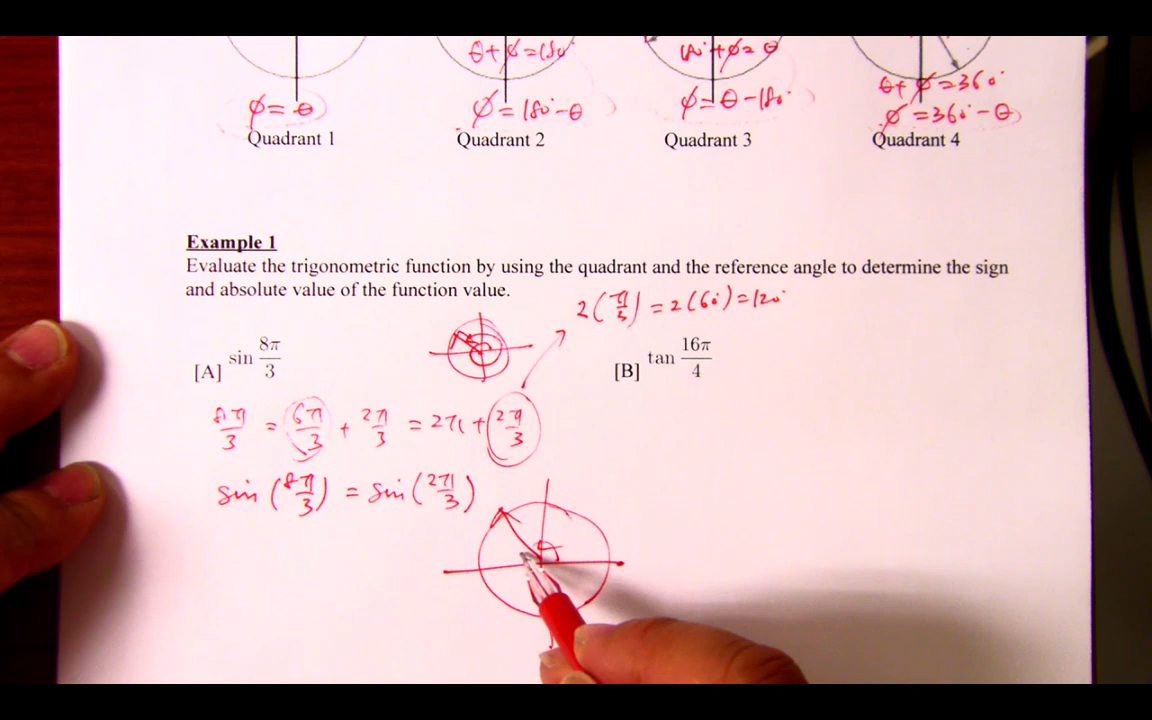 θ+ϕ=180° 180°+ϕ=θ θ+ϕ=360°
ϕ=θ ϕ=180°-θ ϕ=θ-180° ϕ=360°-θ
Quadrant 1 Quadrant 2 Quadrant 3 Quadrant 4
Example 1
Evaluate the trigonometric function by using the quadrant and the reference angle to determine the sign
and absolute value of the function value.
2(π/3)=2(60°)=120°
[A] sin 8π/3 [B] tan 16π/4
8π/3 = 6π/3 + 2π/3 = 2π + 2π/3
sin(8π/3) = sin(2π/3)